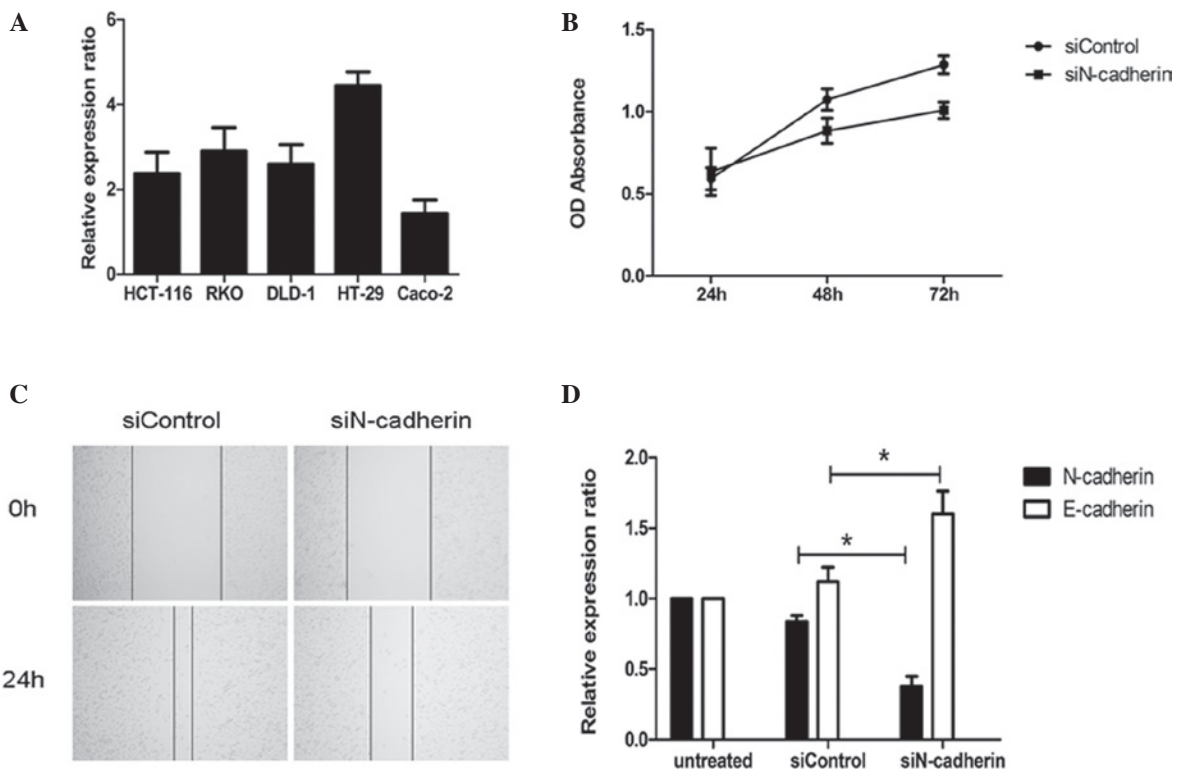 A
Relative expression ratio
6
4
2
0
HCT-116 RKO DLD-1 HT-29 Caco-2
B
OD Absorbance
1.5
1.0
0.5
0.0
24h 48h 72h
siControl
siN-cadherin
C
siControl siN-cadherin
0h
24h
D
Relative expression ratio
2.0
1.5
1.0
0.5
0.0
*
*
untreated siControl siN-cadherin
N-cadherin
E-cadherin